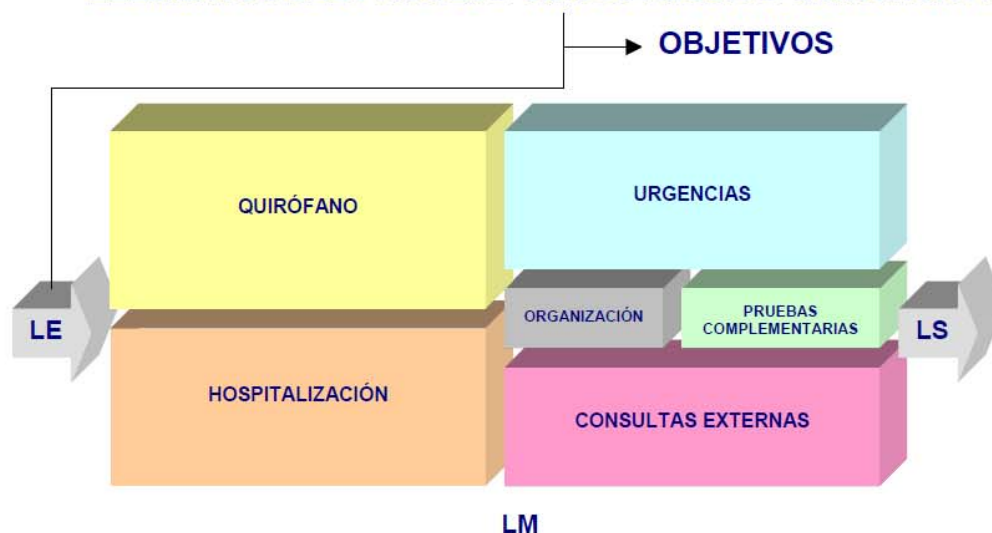 OBJETIVOS
QUIRÓFANO
URGENCIAS
LE
ORGANIZACIÓN
PRUEBAS
COMPLEMENTARIAS
LS
HOSPITALIZACIÓN
CONSULTAS EXTERNAS
LM